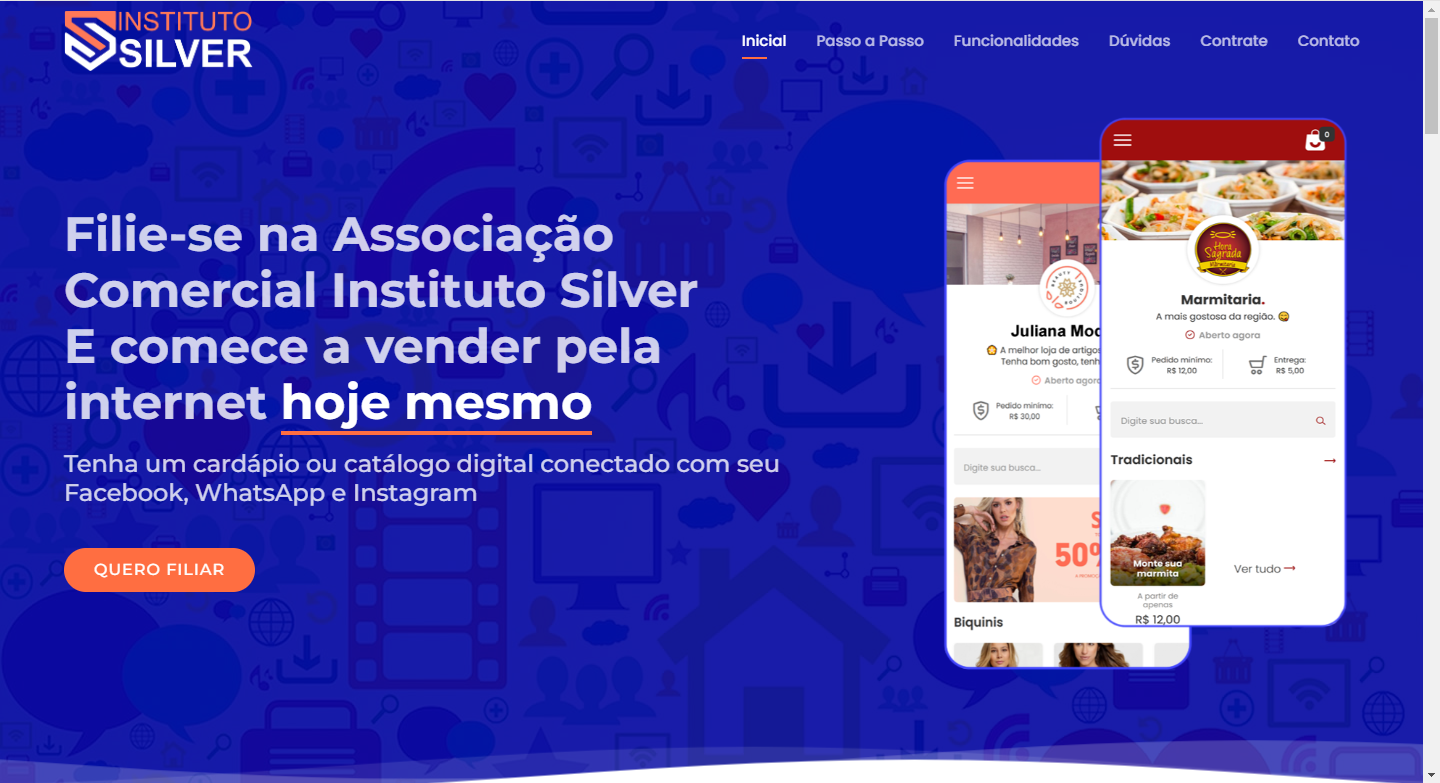 INSTITUTO
SILVER
Inicial
Passo a Passo
Funcionalidades
Dúvidas
Contrate
Contato
Filie-se na Associação
Comercial Instituto Silver
E comece a vender pela
internet hoje mesmo
Tenha um cardápio ou catálogo digital conectado com seu
Facebook, WhatsApp e Instagram
QUERO FILIAR
Juliana Moc
A melhor loja de artigos
Tenha bom gosto, tenh
Aberto agora
Pedido mínimo:
R$ 30,00
Digite sua busca...
50%
Biquinis
0
Hora
Sagrada
Marmitaria
Marmitaria.
A mais gostosa da região. 😋
Aberto agora
Pedido mínimo:
R$ 12,00
Entrega:
R$ 5,00
Digite sua busca...
Tradicionais
Monte sua
marmita
A partir de
apenas
R$ 12,00
Ver tudo